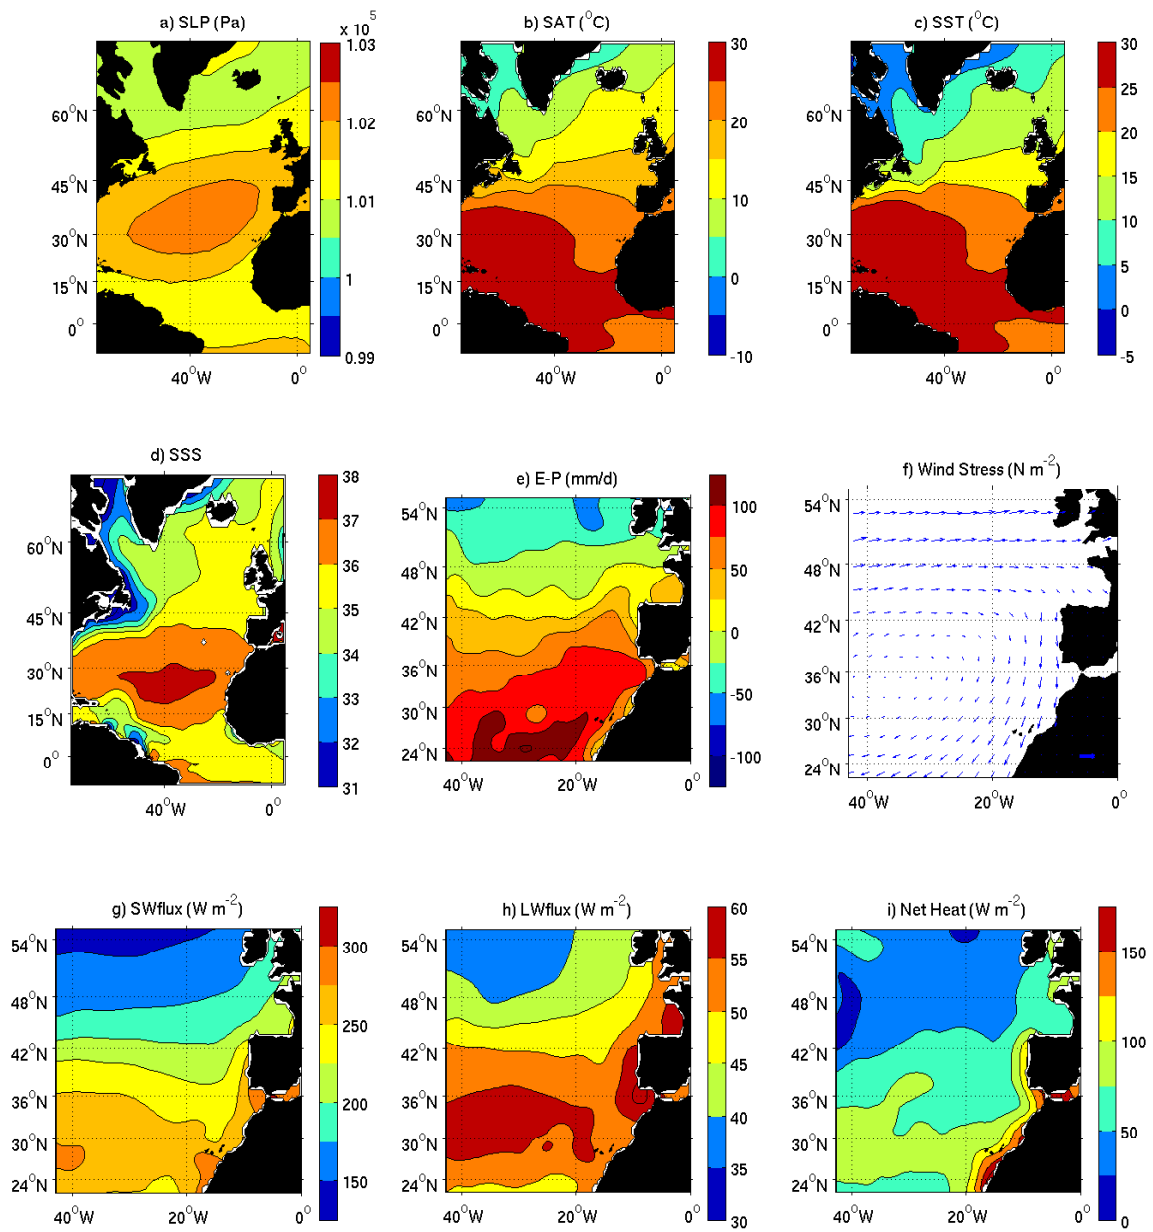 a) SLP (Pa)
x 10^5
60°N
45°N
30°N
15°N
0°
40°W
0°
1.03
1.02
1.01
1
0.99
b) SAT (°C)
60°N
45°N
30°N
15°N
0°
40°W
0°
30
20
10
0
-10
c) SST (°C)
60°N
45°N
30°N
15°N
0°
40°W
0°
30
25
20
15
10
5
0
-5
d) SSS
60°N
45°N
30°N
15°N
0°
40°W
0°
38
37
36
35
34
33
32
31
e) E-P (mm/d)
54°N
48°N
42°N
36°N
30°N
24°N
40°W
20°W
0°
100
50
0
-50
-100
f) Wind Stress (N m^-2)
54°N
48°N
42°N
36°N
30°N
24°N
40°W
20°W
0°
g) SWflux (W m^-2)
54°N
48°N
42°N
36°N
30°N
24°N
40°W
20°W
0°
300
250
200
150
h) LWflux (W m^-2)
54°N
48°N
42°N
36°N
30°N
24°N
40°W
20°W
0°
60
55
50
45
40
35
30
i) Net Heat (W m^-2)
54°N
48°N
42°N
36°N
30°N
24°N
40°W
20°W
0°
150
100
50
0